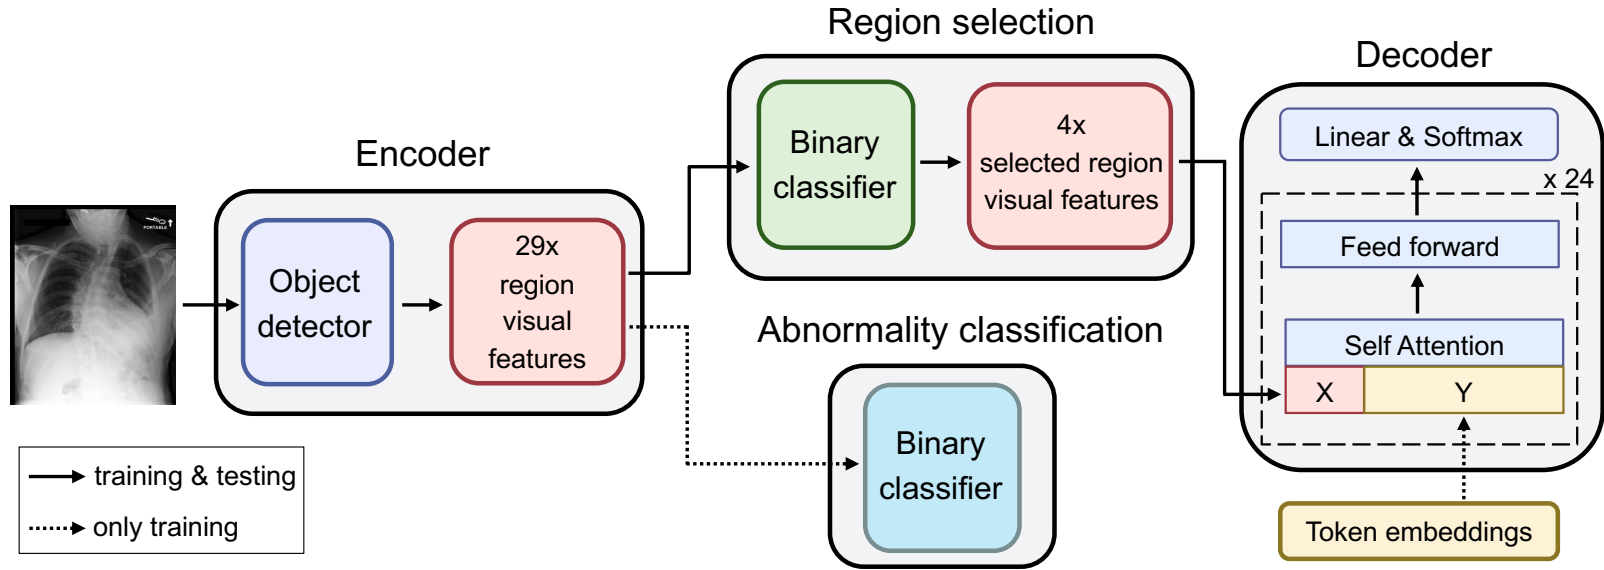 Region selection
Decoder
Encoder
Binary
classifier
4x
selected region
visual features
Linear & Softmax
x 24
Feed forward
Self Attention
X
Y
PORTABLE
Object
detector
29x
region
visual
features
Abnormality classification
Binary
classifier
training & testing
only training
Token embeddings